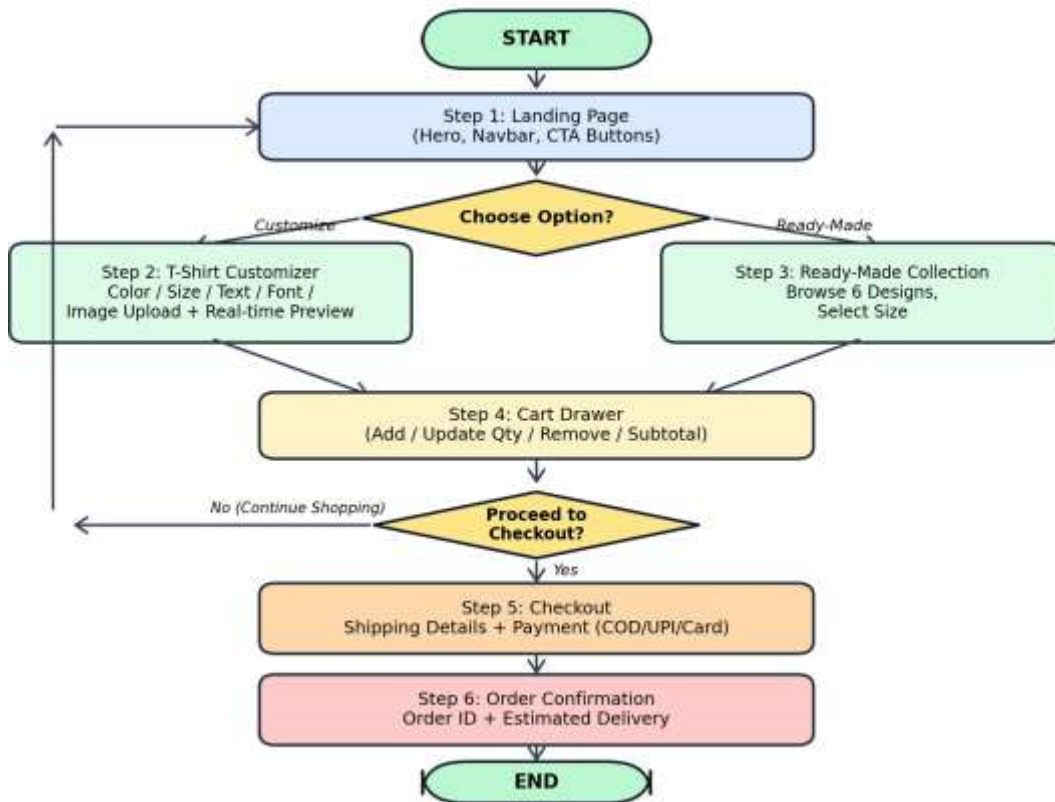 START
Step 1: Landing Page
(Hero, Navbar, CTA Buttons)
Choose Option?
Customize
Ready-Made
Step 2: T-Shirt Customizer
Color / Size / Text / Font /
Image Upload + Real-time Preview
Step 3: Ready-Made Collection
Browse 6 Designs,
Select Size
Step 4: Cart Drawer
(Add / Update Qty / Remove / Subtotal)
No (Continue Shopping)
Proceed to
Checkout?
Yes
Step 5: Checkout
Shipping Details + Payment (COD/UPI/Card)
Step 6: Order Confirmation
Order ID + Estimated Delivery
END